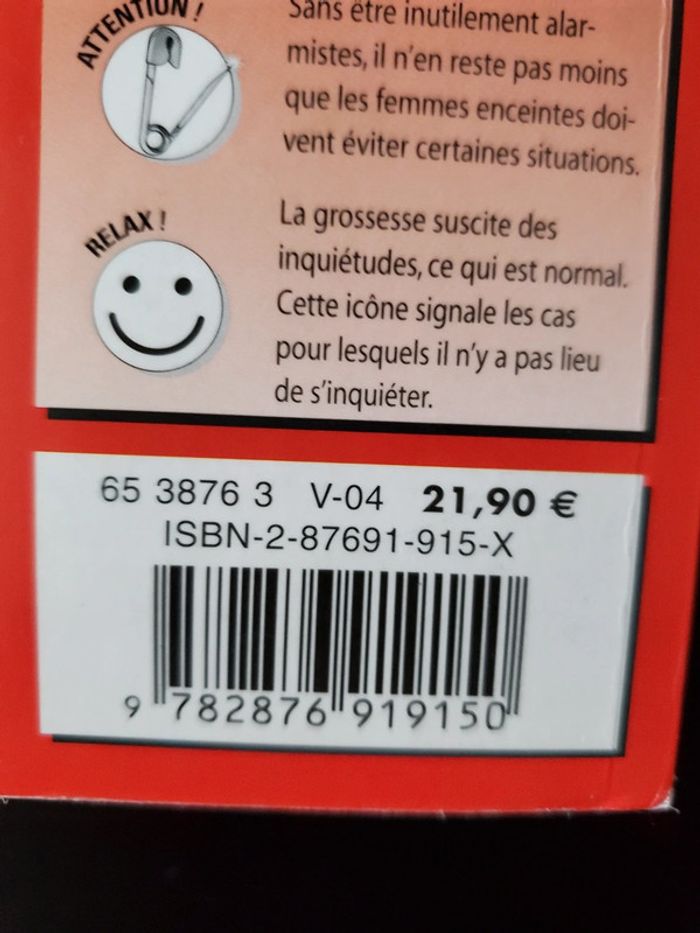 ATTENTION !
Sans être inutilement alar-
mistes, il n'en reste pas moins
que les femmes enceintes doi-
vent éviter certaines situations.
RELAX !
La grossesse suscite des
inquiétudes, ce qui est normal.
Cette icône signale les cas
pour lesquels il n'y a pas lieu
de s'inquiéter.
65 3876 3 V-04 21,90 €
ISBN-2-87691-915-X
9 782876 919150